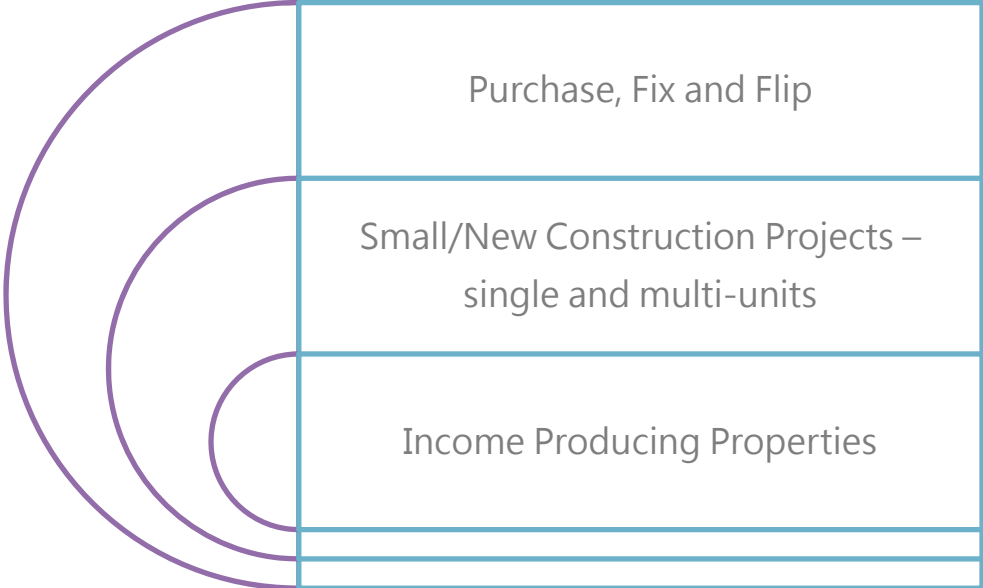 Purchase, Fix and Flip
Small/New Construction Projects –
single and multi-units
Income Producing Properties